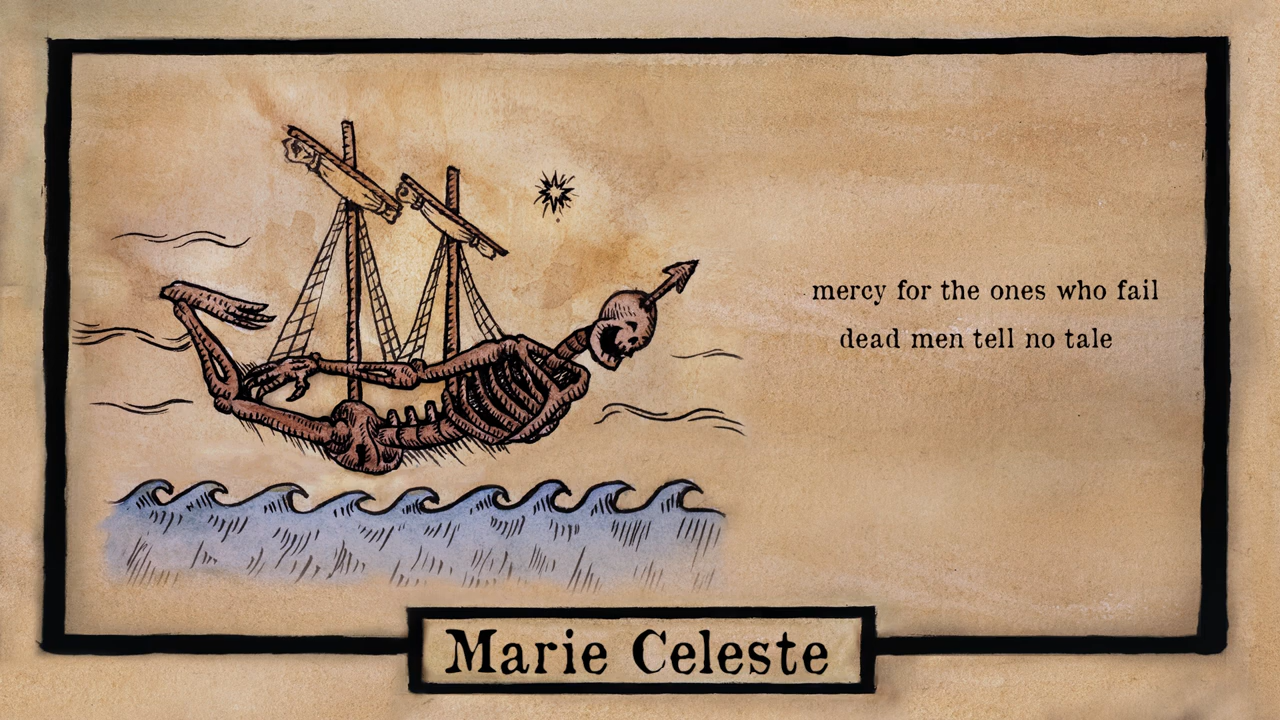 mercy for the ones who fail
dead men tell no tale
Marie Celeste